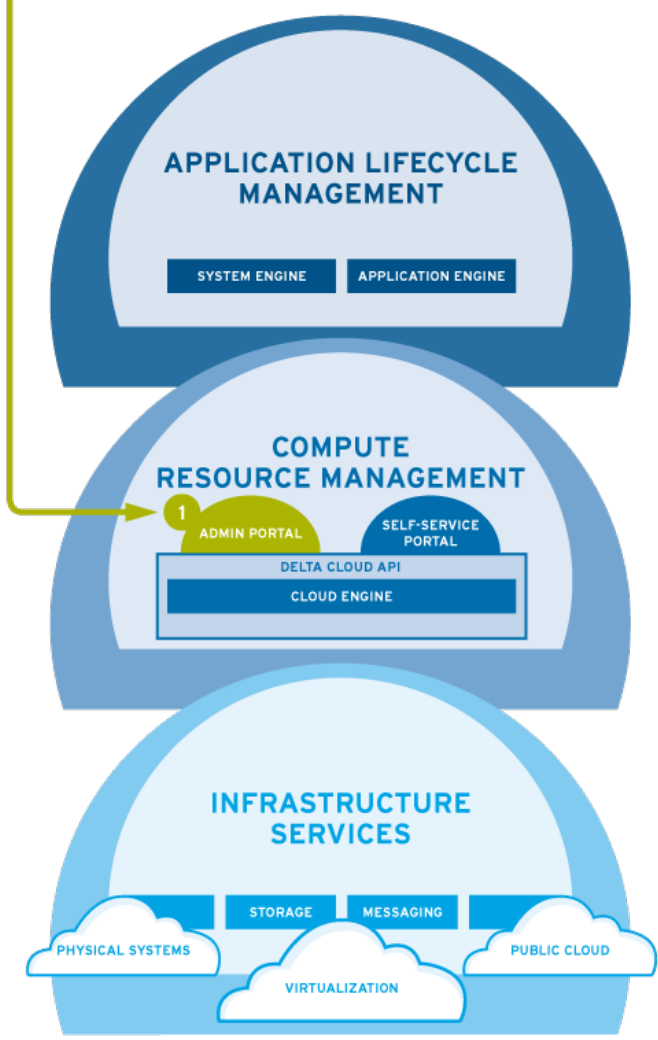 APPLICATION LIFECYCLE
MANAGEMENT
SYSTEM ENGINE
APPLICATION ENGINE
COMPUTE
RESOURCE MANAGEMENT
1
ADMIN PORTAL
SELF-SERVICE
PORTAL
DELTA CLOUD API
CLOUD ENGINE
INFRASTRUCTURE
SERVICES
STORAGE
MESSAGING
PHYSICAL SYSTEMS
PUBLIC CLOUD
VIRTUALIZATION